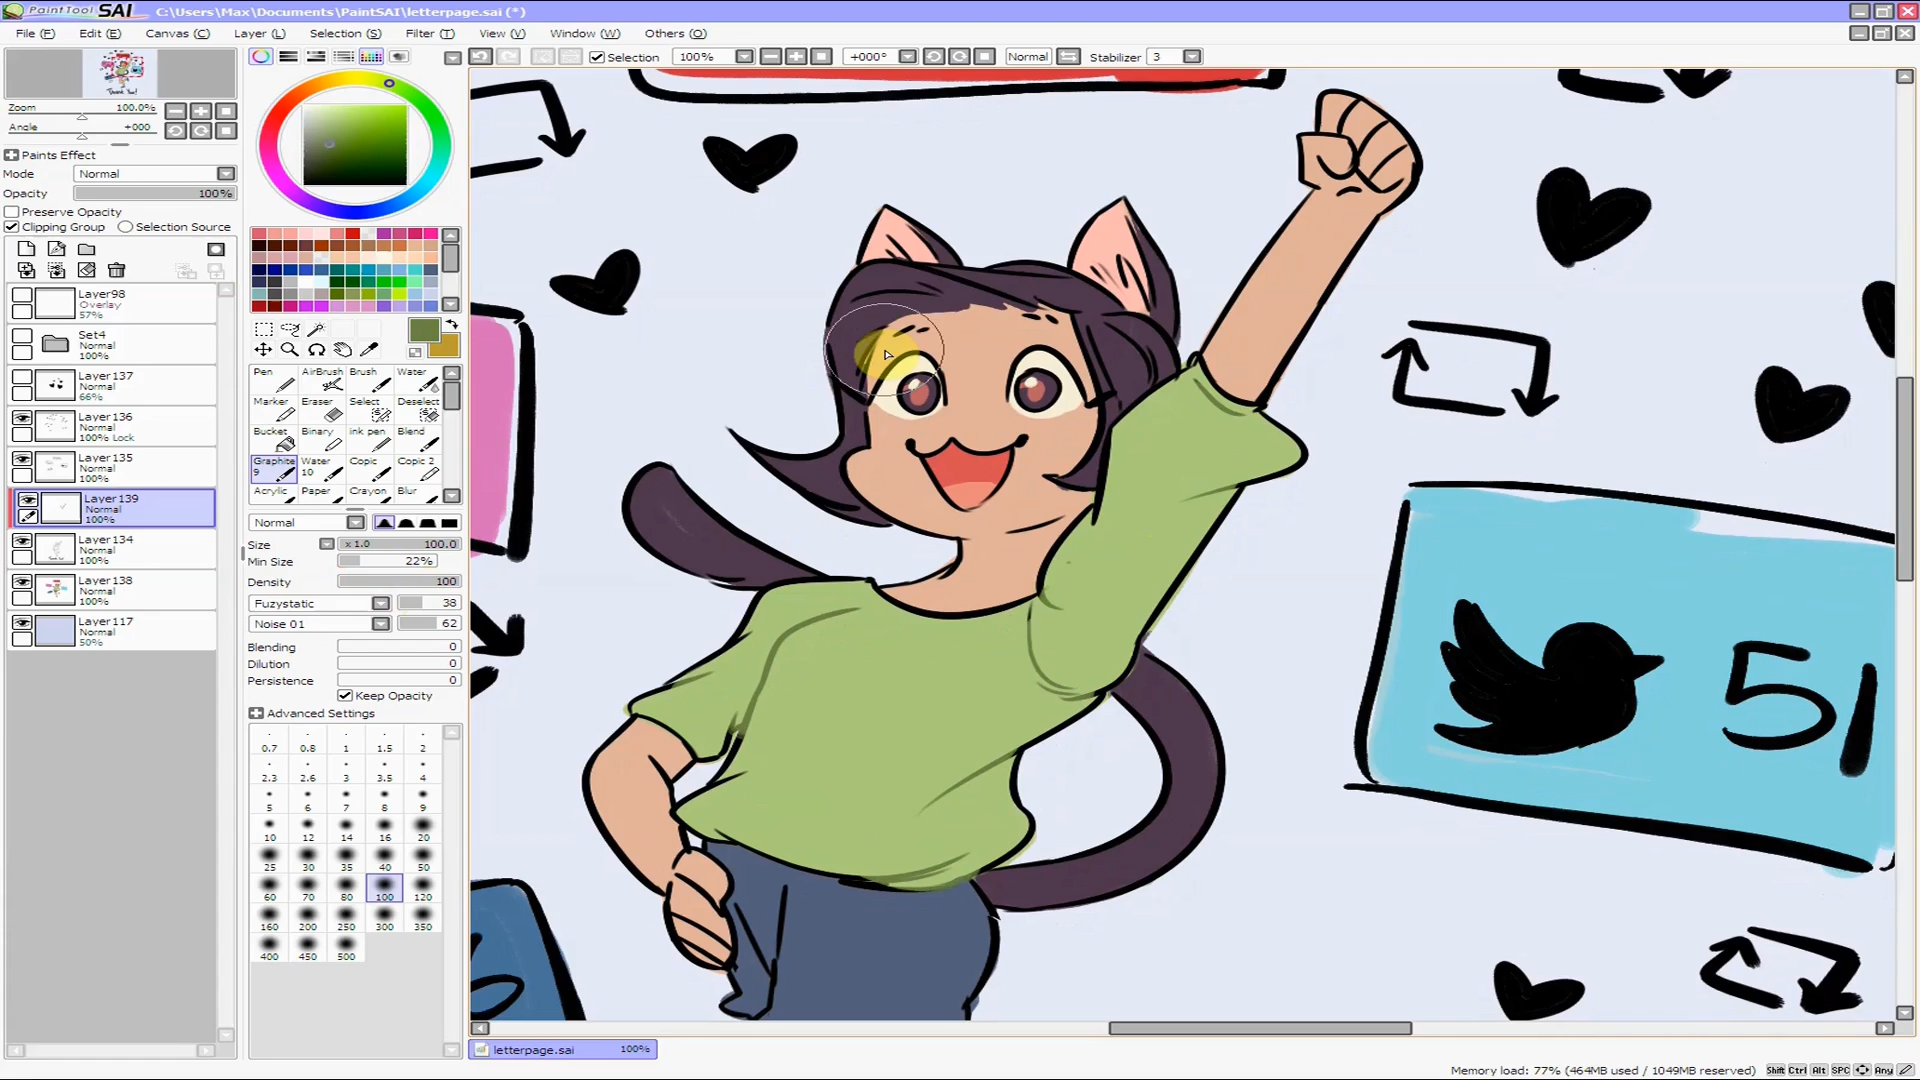 PaintTool SAI C:\Users\Max\Documents\PaintSAI\letterpage.sai (*)
File (F) Edit (E) Canvas (C) Layer (L) Selection (S) Filter (T) View (V) Window (W) Others (O)
Selection 100% +000° Normal Stabilizer 3
Thank You!
Zoom 100.0%
Angle +000
Paints Effect
Mode Normal
Opacity 100%
Preserve Opacity
Clipping Group Selection Source
Layer98
Overlay
57%
Set4
Normal
100%
Layer137
Normal
66%
Layer136
Normal
100% Lock
Layer135
Normal
100%
Layer139
Normal
100%
Layer134
Normal
100%
Layer138
Normal
100%
Layer117
Normal
50%
Pen AirBrush Brush Water
Marker Eraser Select Deselect
Bucket Binary ink pen Blend
Graphite 9 Water 10 Copic Copic 2
Acrylic Paper Crayon Blur
Normal
Size x 1.0 100.0
Min Size 22%
Density 100
Fuzystatic 38
Noise 01 62
Blending 0
Dilution 0
Persistence 0
Keep Opacity
Advanced Settings
0.7 0.8 1 1.5 2
2.3 2.6 3 3.5 4
5 6 7 8 9
10 12 14 16 20
25 30 35 40 50
60 70 80 100 120
160 200 250 300 350
400 450 500
51
6
letterpage.sai 100%
Memory load: 77% (464MB used / 1049MB reserved) Shift Ctrl Alt SPC Any